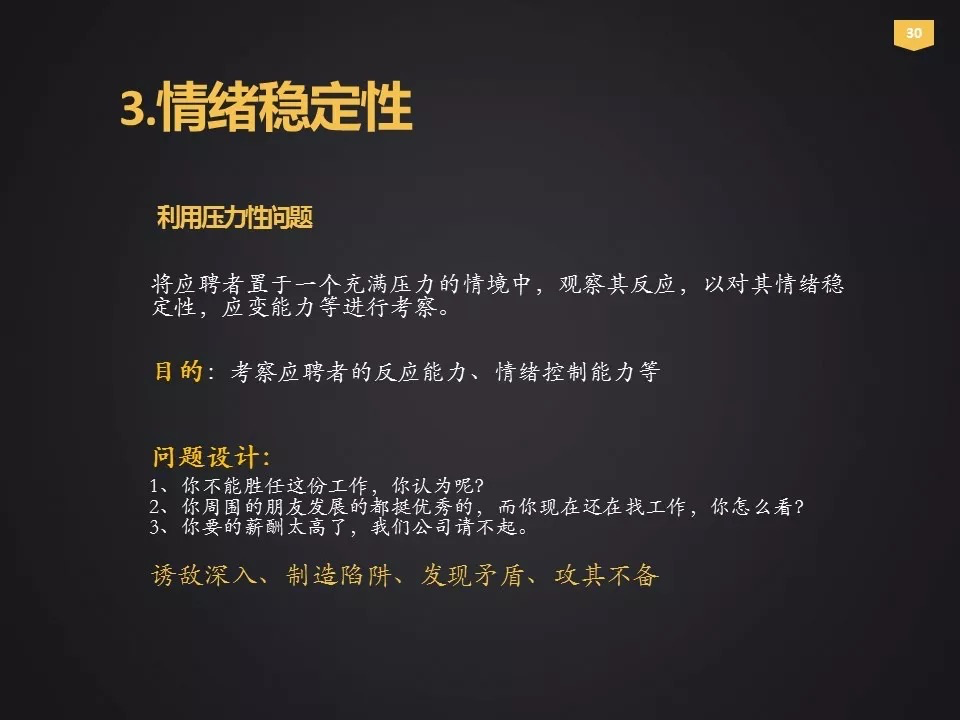 30
3.情绪稳定性
利用压力性问题
将应聘者置于一个充满压力的情境中，观察其反应，以对其情绪稳
定性，应变能力等进行考察。
目的：考察应聘者的反应能力、情绪控制能力等
问题设计：
1、你不能胜任这份工作，你认为呢？
2、你周围的朋友发展的都挺优秀的，而你现在还在找工作，你怎么看？
3、你要的薪酬太高了，我们公司请不起。
诱敌深入、制造陷阱、发现矛盾、攻其不备